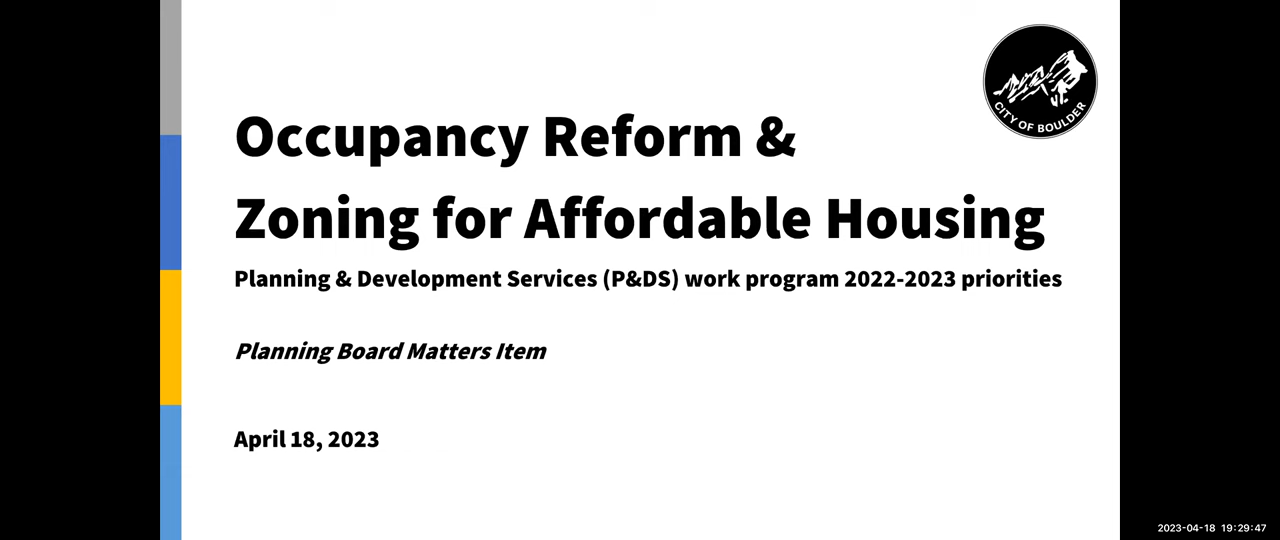 CITY OF BOULDER
Occupancy Reform &
Zoning for Affordable Housing
Planning & Development Services (P&DS) work program 2022-2023 priorities
Planning Board Matters Item
April 18, 2023
2023-04-18 19:29:47